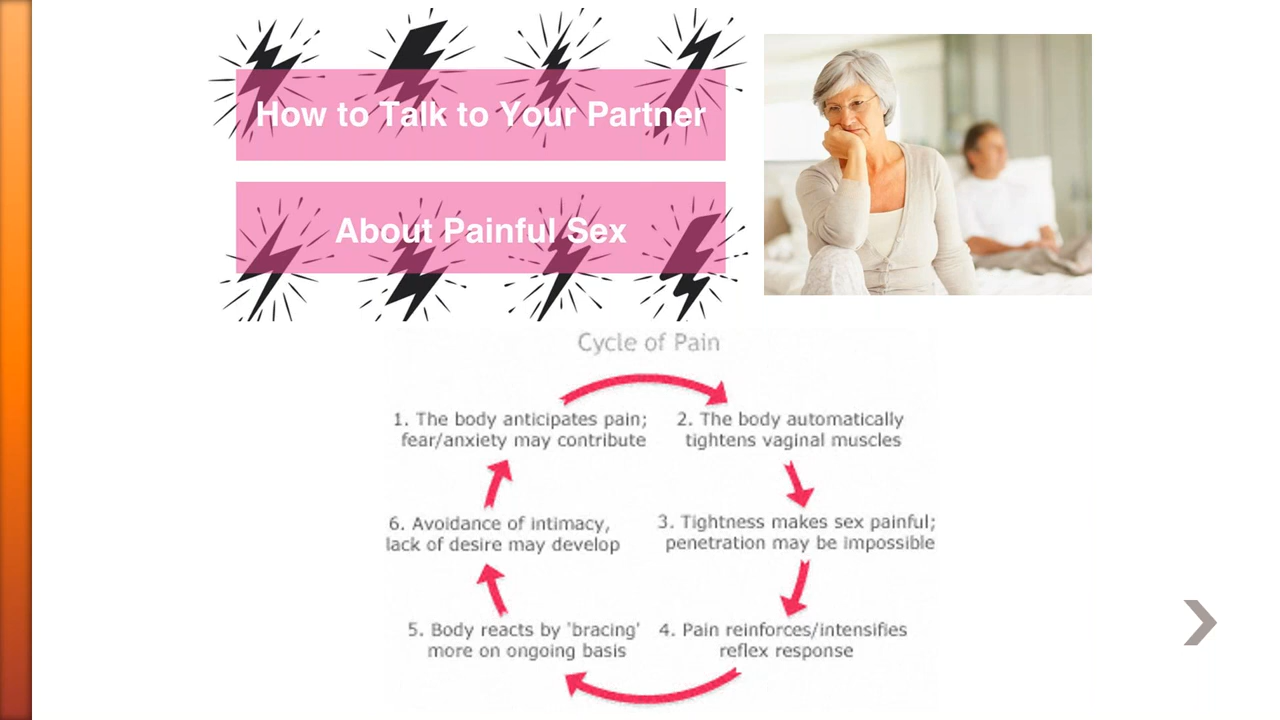 How to Talk to Your Partner
About Painful Sex
Cycle of Pain
1. The body anticipates pain;
fear/anxiety may contribute
2. The body automatically
tightens vaginal muscles
3. Tightness makes sex painful;
penetration may be impossible
4. Pain reinforces/intensifies
reflex response
5. Body reacts by 'bracing'
more on ongoing basis
6. Avoidance of intimacy,
lack of desire may develop